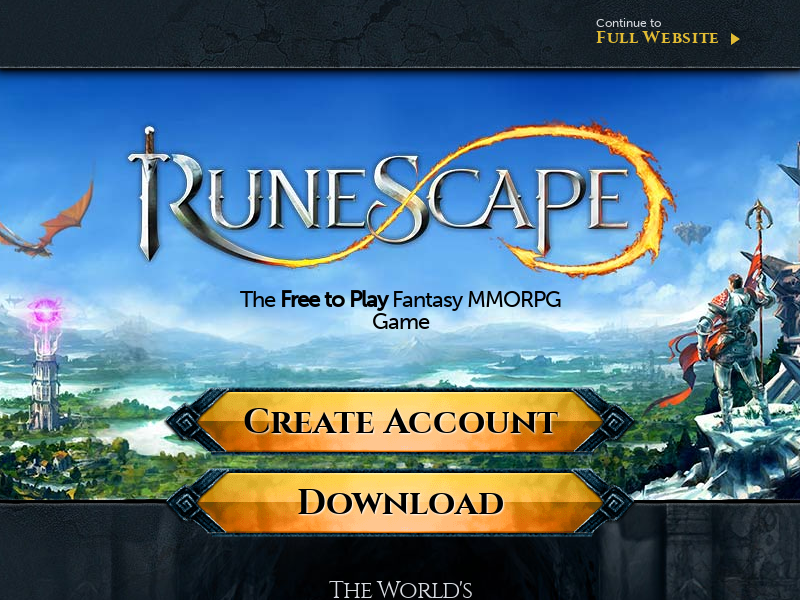 Continue to
Full Website
RuneScape
The Free to Play Fantasy MMORPG
Game
Create Account
Download
The World's